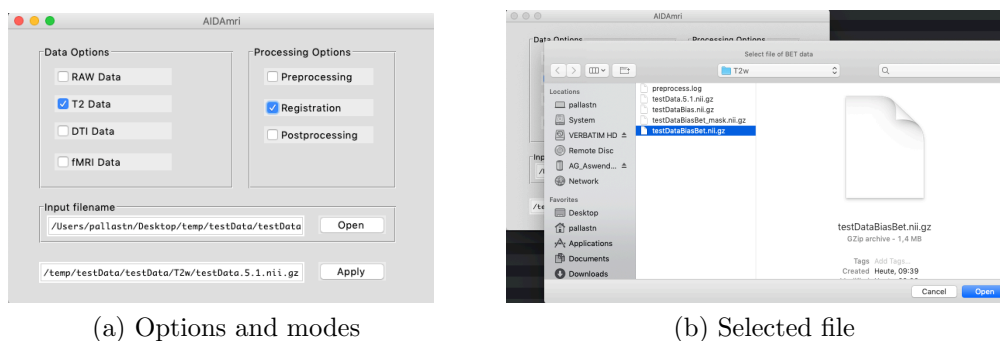 AIDAmri
Data Options
RAW Data
T2 Data
DTI Data
fMRI Data
Processing Options
Preprocessing
Registration
Postprocessing
Input filename
/Users/pallastn/Desktop/temp/testData/testData
Open
/temp/testData/testData/T2w/testData.5.1.nii.gz
Apply
(a) Options and modes
AIDAmri
Data Options
Processing Options
Select file of BET data
T2w
Locations
pallastn
System
VERBATIM HD
Remote Disc
AG_Aswend...
Network
Favorites
Desktop
pallastn
Applications
Documents
Downloads
preprocess.log
testData.5.1.nii.gz
testDataBias.nii.gz
testDataBiasBet_mask.nii.gz
testDataBiasBet.nii.gz
testDataBiasBet.nii.gz
GZip archive - 1,4 MB
Tags Add Tags...
Created Heute, 09:39
Cancel
Open
(b) Selected file